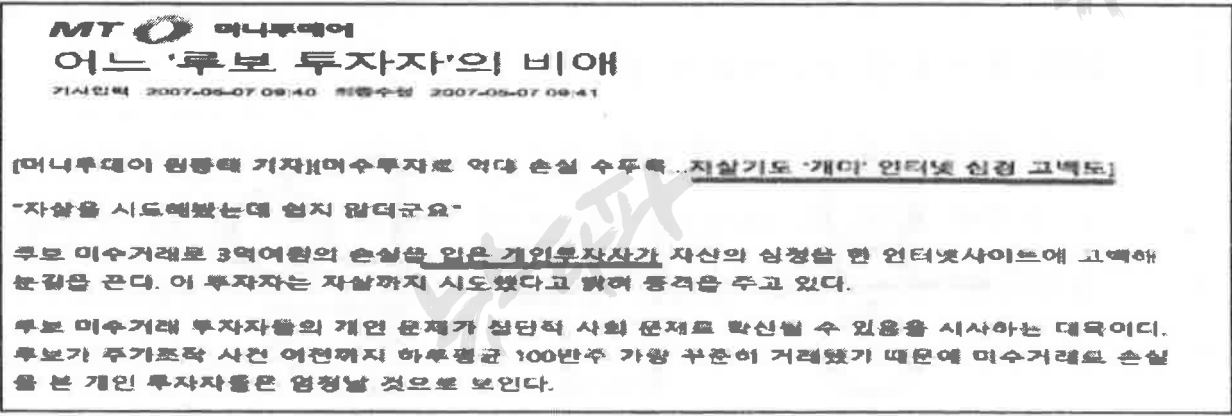 MT 머니투데이
어느 '루보 투자자'의 비애
기사입력 2007-05-07 09:40 최종수정 2007-05-07 09:41
[머니투데이 기자][미수투자로 억대 손실 수두룩...자살기도 '개미' 인터넷 심경 고백도]
"자살을 시도해봤는데 쉽지 않더군요"
루보 미수거래로 3억여원의 손실을 입은 개인투자자가 자신의 심정을 한 인터넷사이트에 고백해
눈길을 끈다. 이 투자자는 자살까지 시도했다고 밝혀 충격을 주고 있다.
루보 미수거래 투자자들의 개인 문제가 집단적 사회 문제로 확산될 수 있음을 시사하는 대목이다.
루보가 주가조작 사건 이전까지 하루평균 100만주 가량 꾸준히 거래됐기 때문에 미수거래로 손실
을 본 개인 투자자들은 엄청날 것으로 보인다.
뉴스타파